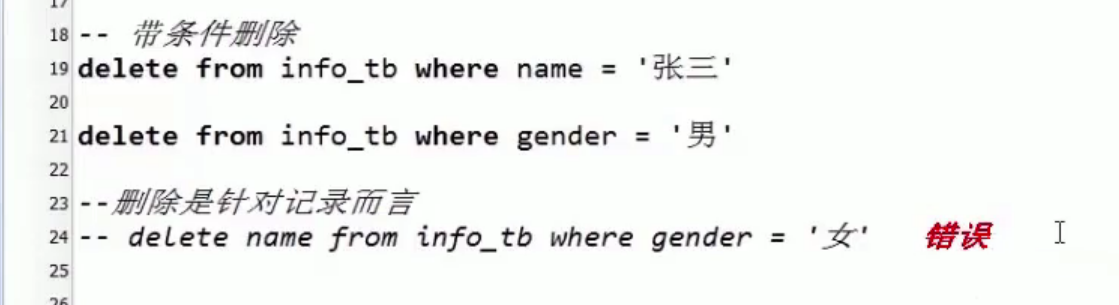 17
18 -- 带条件删除
19 delete from info_tb where name = '张三'
20
21 delete from info_tb where gender = '男'
22
23 --删除是针对记录而言
24 -- delete name from info_tb where gender = '女' 错误
25
26